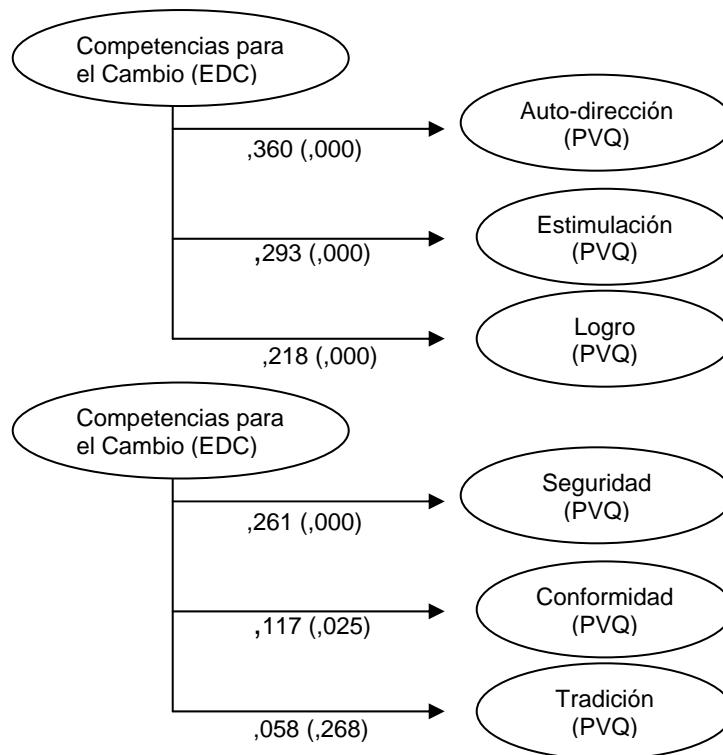 Competencias para
el Cambio (EDC)
Auto-dirección
(PVQ)
,360 (,000)
Estimulación
(PVQ)
,293 (,000)
Logro
(PVQ)
,218 (,000)
Competencias para
el Cambio (EDC)
Seguridad
(PVQ)
,261 (,000)
Conformidad
(PVQ)
,117 (,025)
Tradición
(PVQ)
,058 (,268)